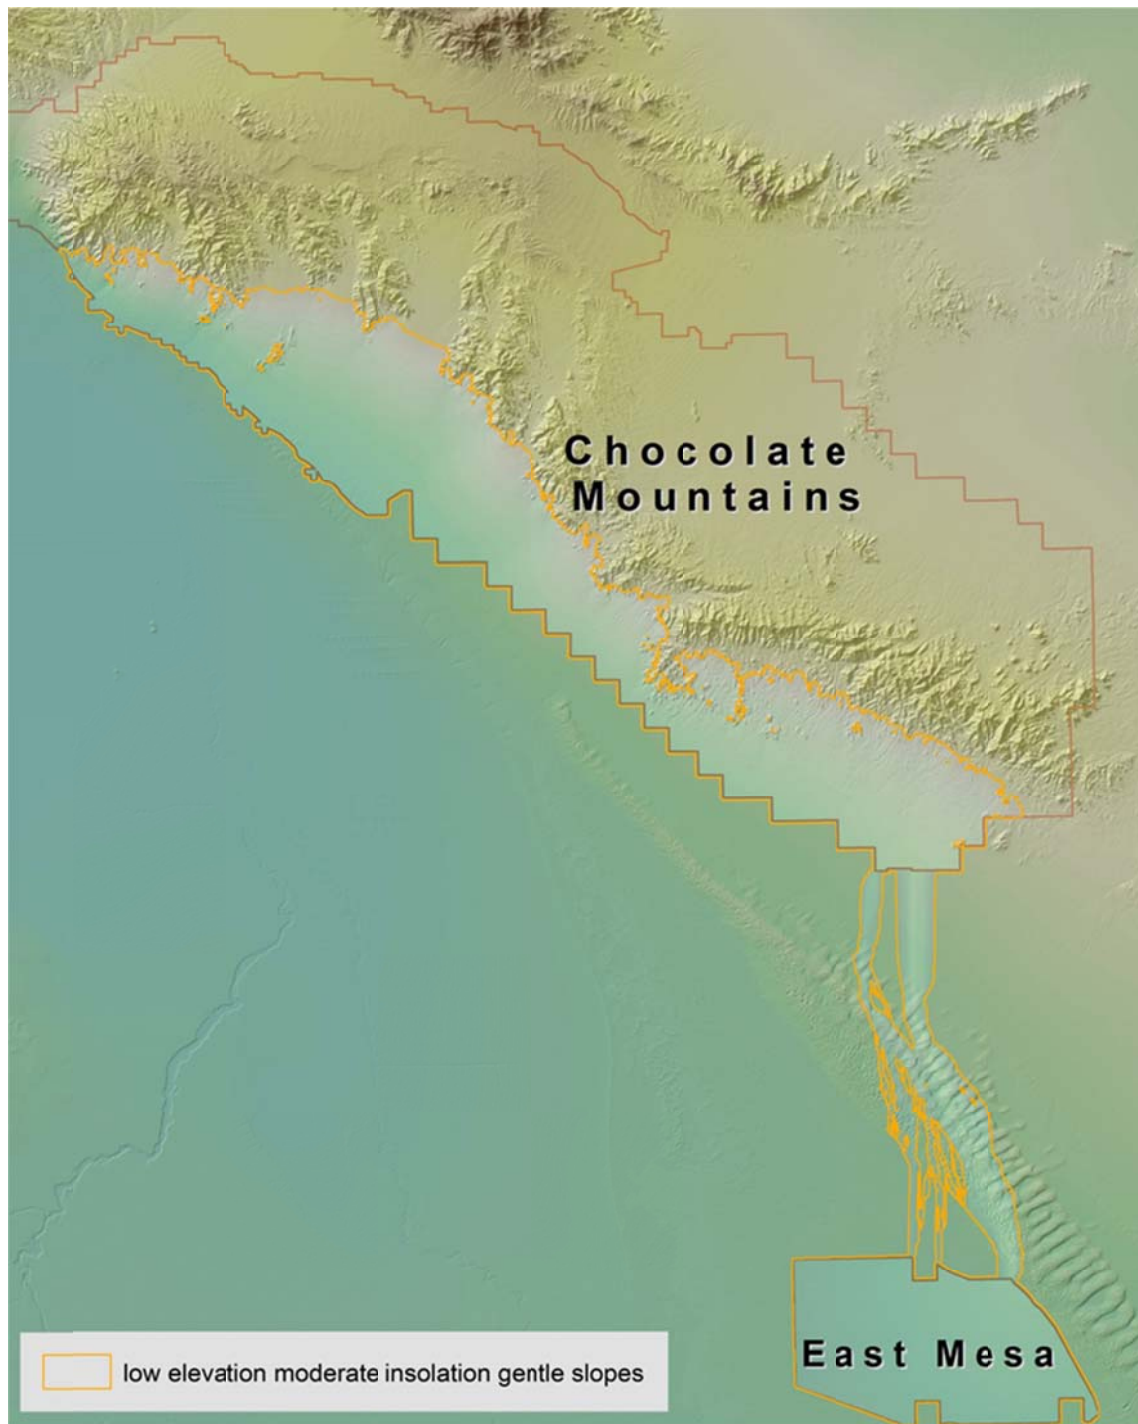 Chocolate
Mountains
East Mesa
low elevation moderate insolation gentle slopes